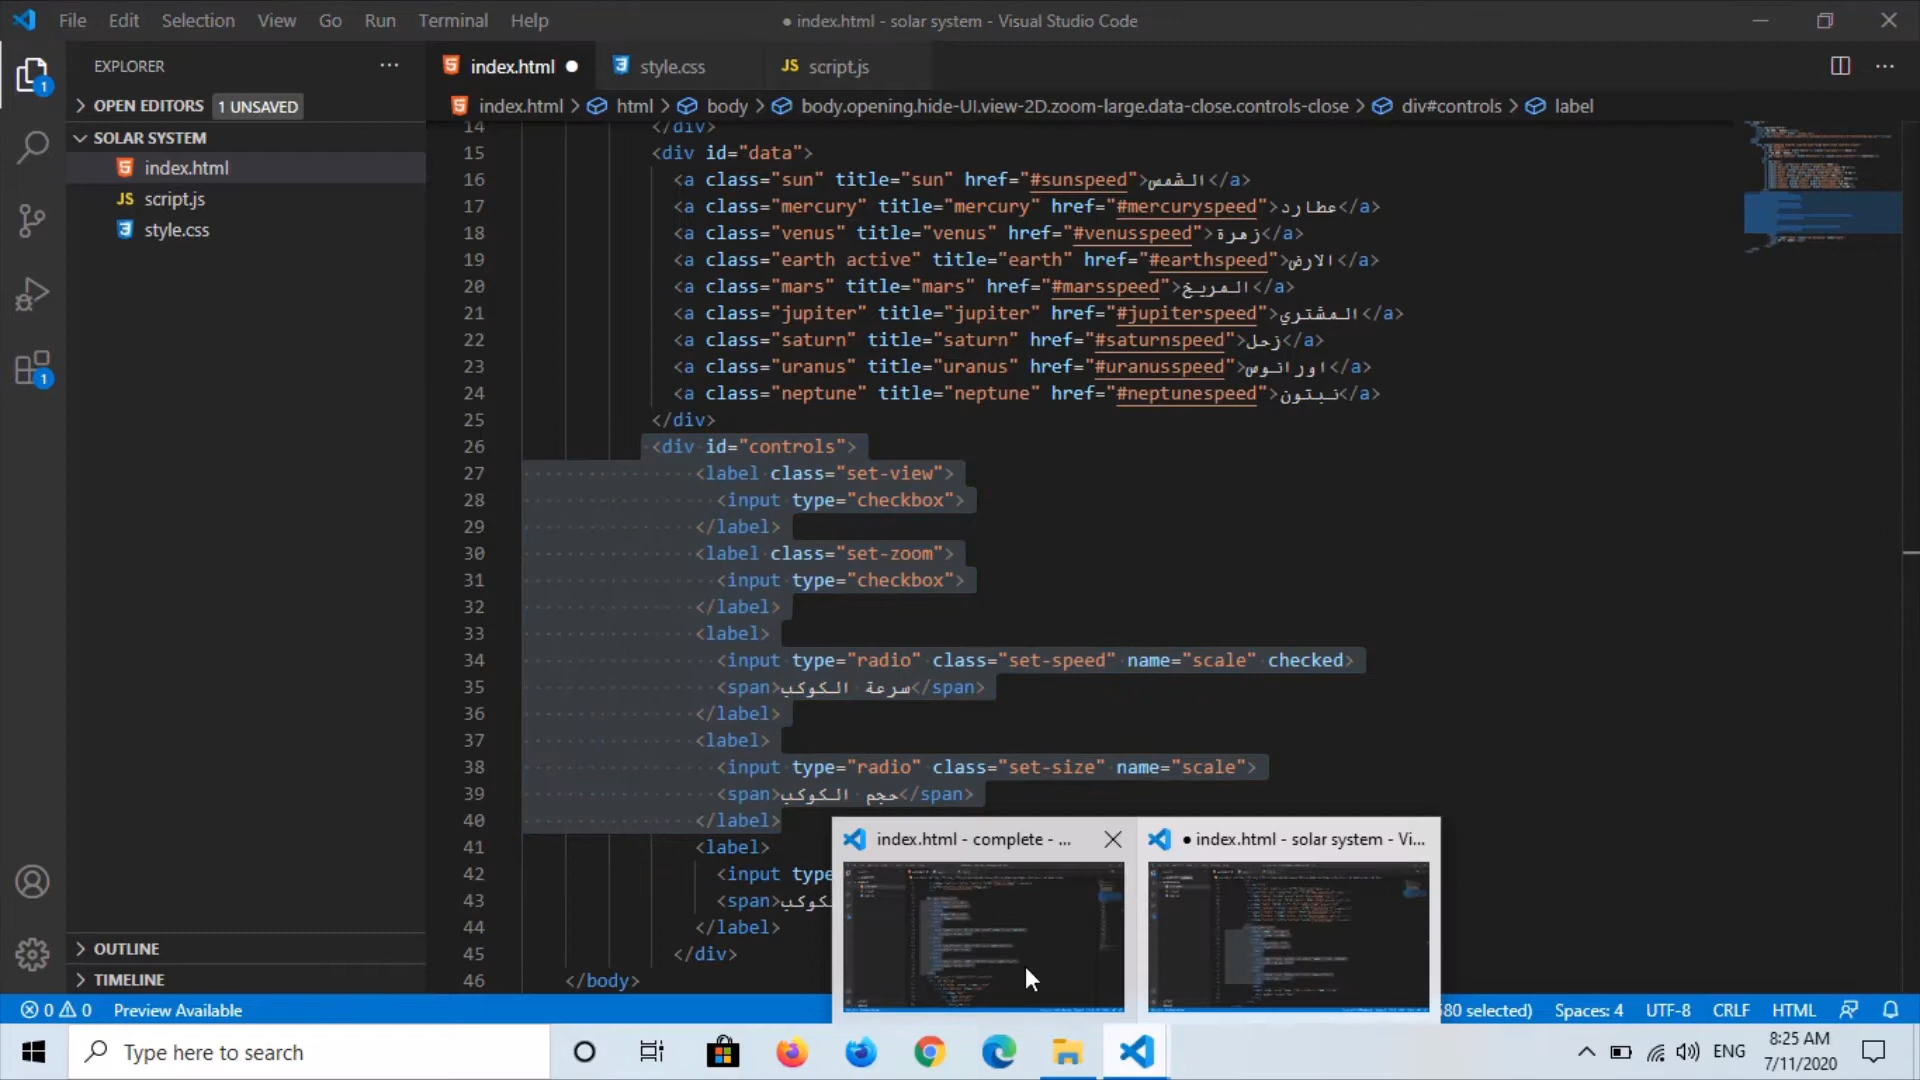 File Edit Selection View Go Run Terminal Help
● index.html - solar system - Visual Studio Code
EXPLORER
OPEN EDITORS 1 UNSAVED
SOLAR SYSTEM
index.html
JS script.js
style.css
OUTLINE
TIMELINE
index.html ● style.css JS script.js
index.html > html > body > body.opening.hide-UI.view-2D.zoom-large.data-close.controls-close > div#controls > label
14 </div>
15 <div id="data">
16 <a class="sun" title="sun" href="#sunspeed">الشمس</a>
17 <a class="mercury" title="mercury" href="#mercuryspeed">عطارد</a>
18 <a class="venus" title="venus" href="#venusspeed">زهرة</a>
19 <a class="earth active" title="earth" href="#earthspeed">الارض</a>
20 <a class="mars" title="mars" href="#marsspeed">المريخ</a>
21 <a class="jupiter" title="jupiter" href="#jupiterspeed">المشتري</a>
22 <a class="saturn" title="saturn" href="#saturnspeed">زحل</a>
23 <a class="uranus" title="uranus" href="#uranusspeed">اورانوس</a>
24 <a class="neptune" title="neptune" href="#neptunespeed">نبتون</a>
25 </div>
26 <div id="controls">
27 <label class="set-view">
28 <input type="checkbox">
29 </label>
30 <label class="set-zoom">
31 <input type="checkbox">
32 </label>
33 <label>
34 <input type="radio" class="set-speed" name="scale" checked>
35 <span>سرعة الكوكب</span>
36 </label>
37 <label>
38 <input type="radio" class="set-size" name="scale">
39 <span>حجم الكوكب</span>
40 </label>
41 <label>
42 <input type
43 <span>كوكب
44 </label>
45 </div>
46 </body>
index.html - complete - ...
● index.html - solar system - Vi...
0 0 Preview Available
580 selected) Spaces: 4 UTF-8 CRLF HTML
Type here to search
ENG
8:25 AM
7/11/2020